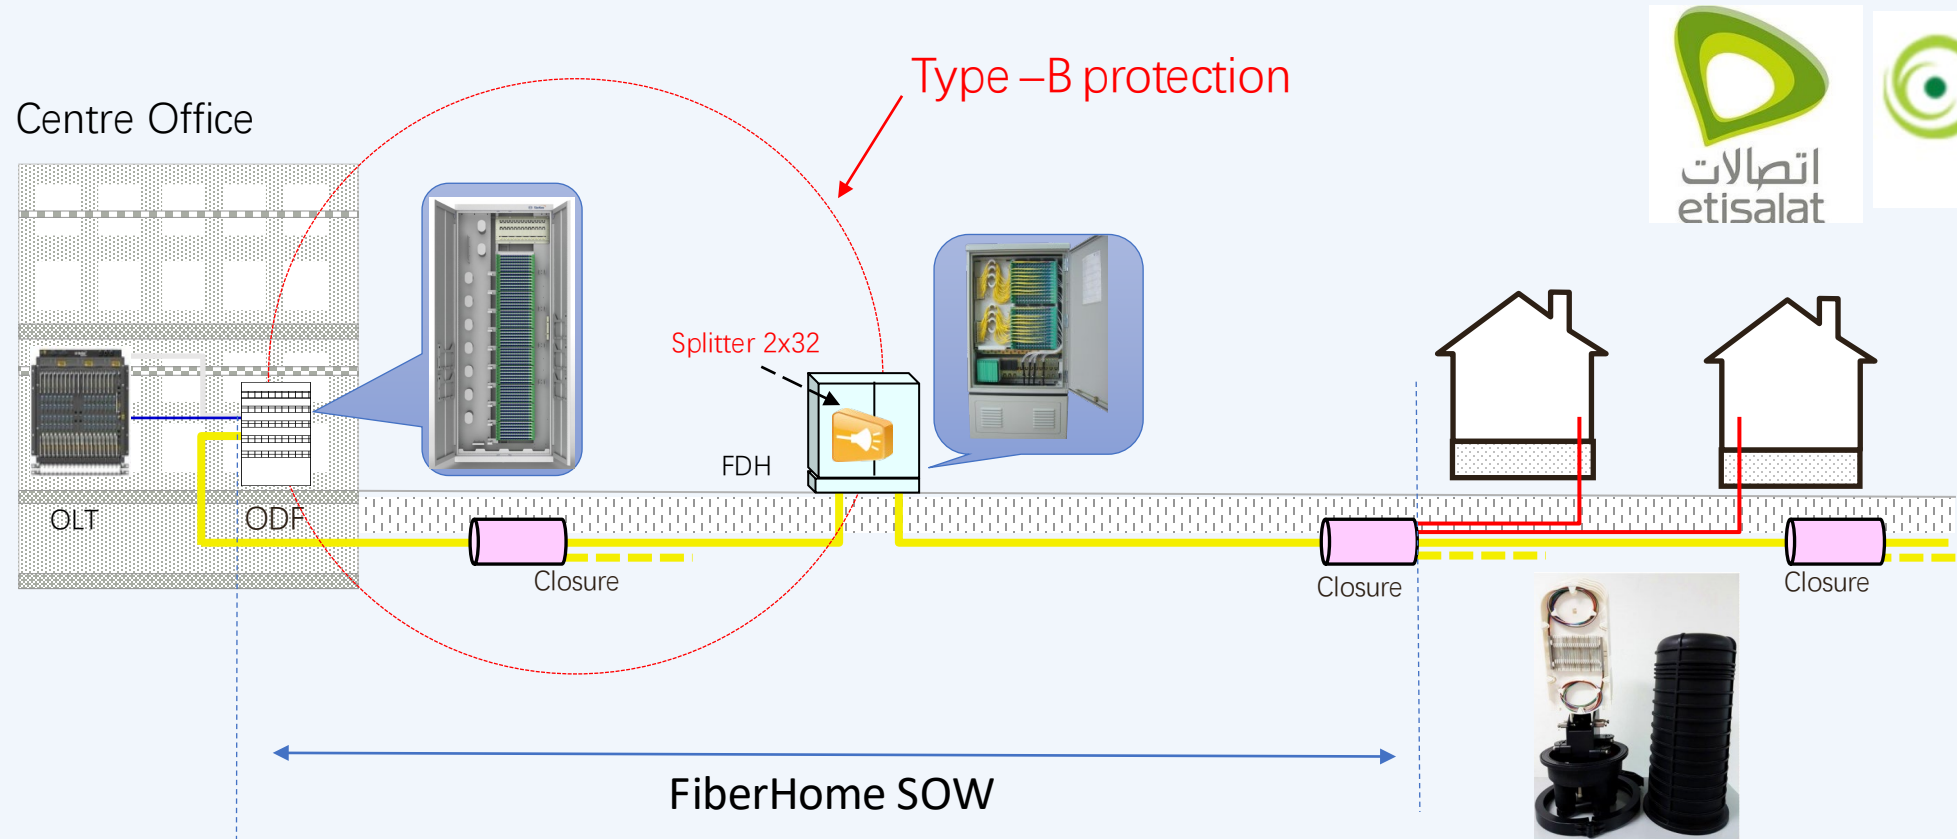 Type –B protection
Centre Office
اتصالات
etisalat
Splitter 2x32
FDH
OLT
ODF
Closure
Closure
Closure
FiberHome SOW